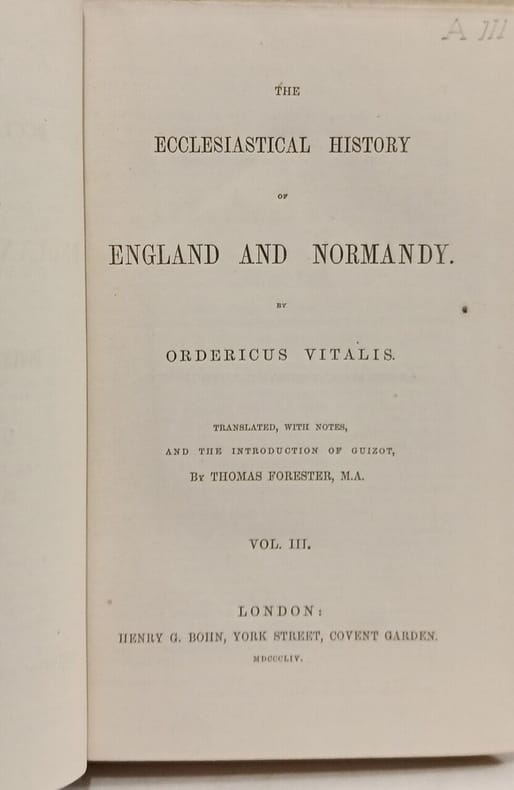 A III
THE
ECCLESIASTICAL HISTORY
OF
ENGLAND AND NORMANDY.
BY
ORDERICUS VITALIS.
TRANSLATED, WITH NOTES,
AND THE INTRODUCTION OF GUIZOT,
BY THOMAS FORESTER, M.A.
VOL. III.
LONDON:
HENRY G. BOHN, YORK STREET, COVENT GARDEN.
MDCCCLIV.